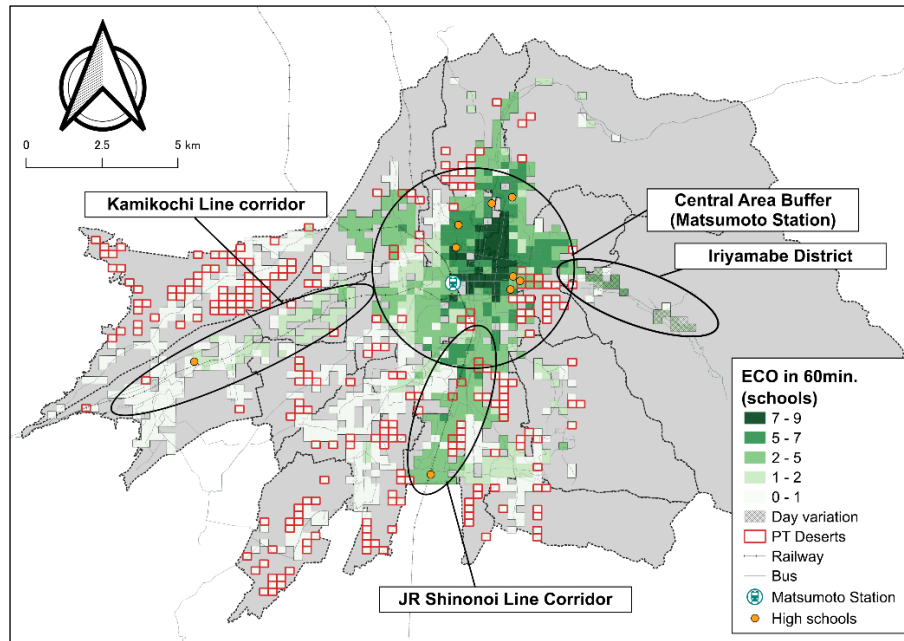 0 2.5 5 km
Kamikochi Line corridor
Central Area Buffer
(Matsumoto Station)
Iriyamabe District
JR Shinonoi Line Corridor
ECO in 60min.
(schools)
7 - 9
5 - 7
2 - 5
1 - 2
0 - 1
Day variation
PT Deserts
Railway
Bus
Matsumoto Station
High schools